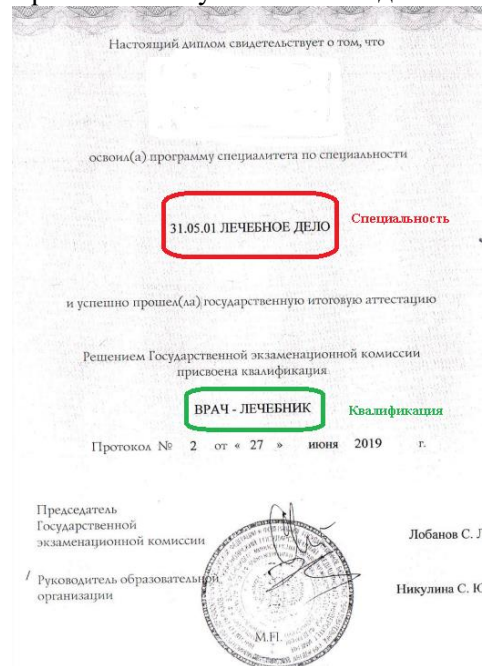 Настоящий диплом свидетельствует о том, что
освоил(а) программу специалитета по специальности
31.05.01 ЛЕЧЕБНОЕ ДЕЛО Специальность
и успешно прошел(ла) государственную итоговую аттестацию
Решением Государственной экзаменационной комиссии
присвоена квалификация
ВРАЧ - ЛЕЧЕБНИК Квалификация
Протокол № 2 от « 27 » июня 2019 г.
Председатель
Государственной
экзаменационной комиссии Лобанов С. Л
Руководитель образовательной
организации Никулина С. Ю
М.П.